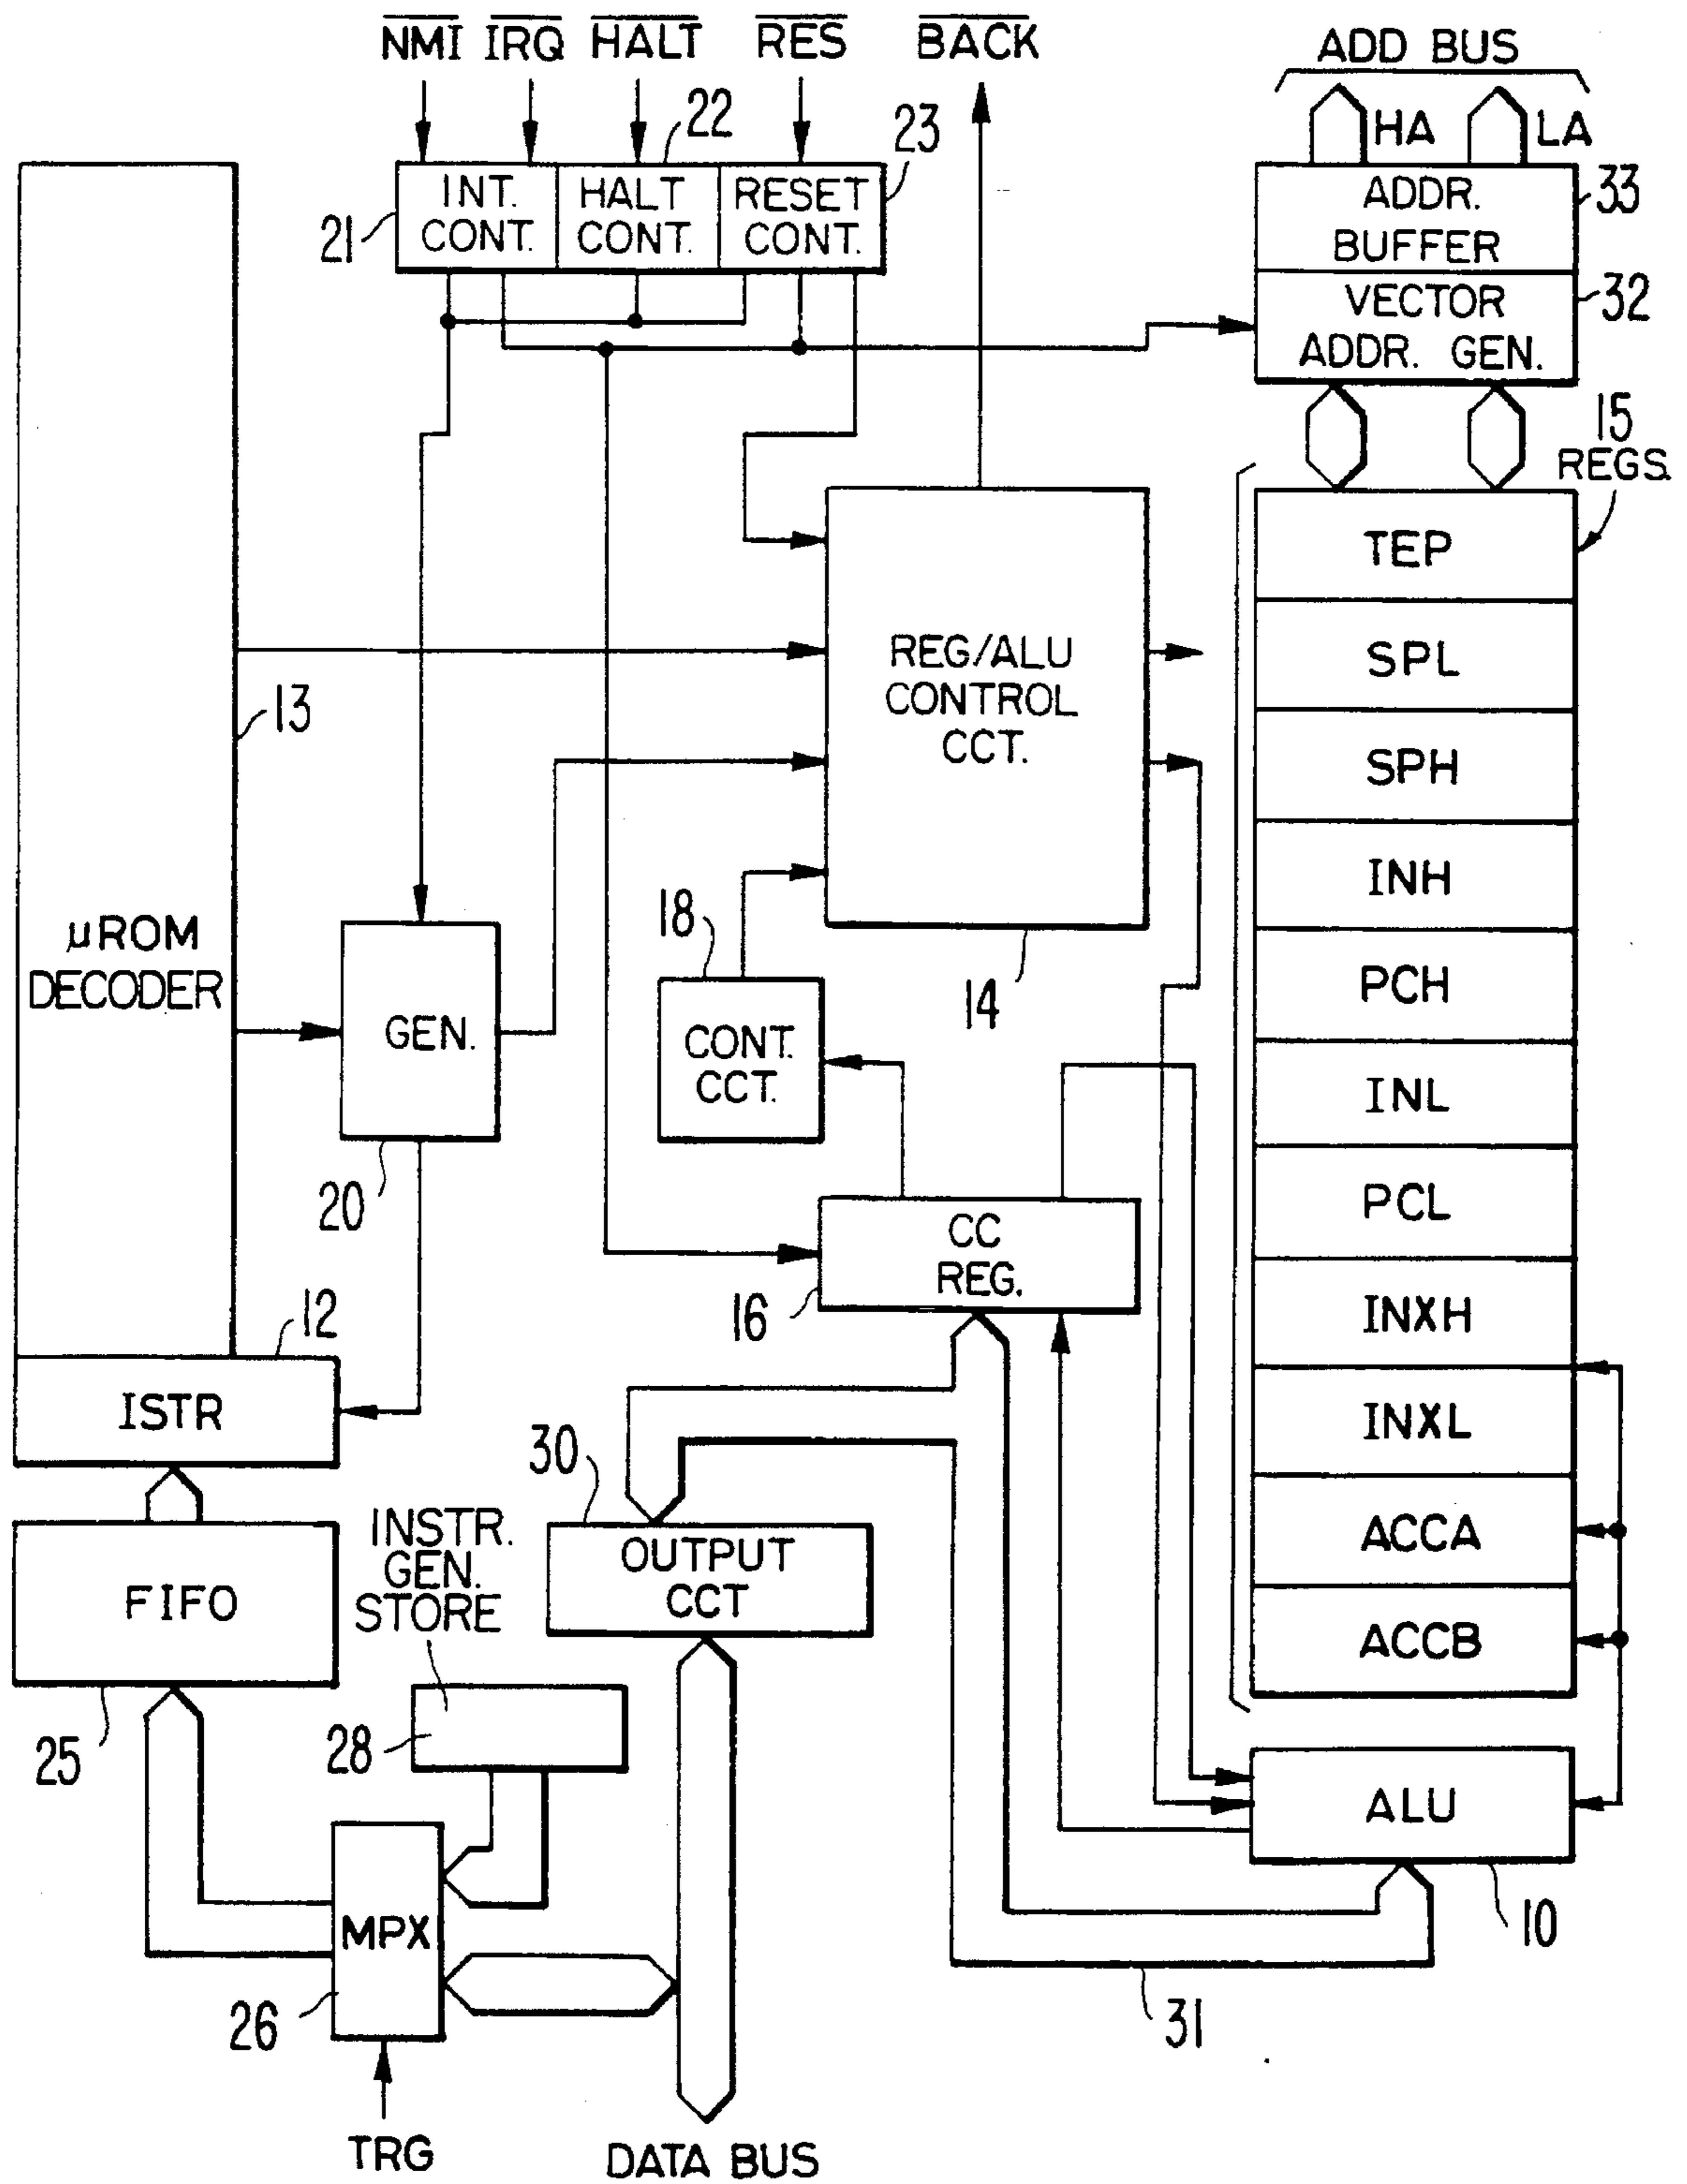 NMI IRQ HALT RES BACK
ADD BUS
HA LA
22
23
INT.
CONT.
HALT
CONT.
RESET
CONT.
21
ADDR.
BUFFER
33
VECTOR
ADDR. GEN.
32
15
REGS.
TEP
SPL
SPH
INH
PCH
INL
PCL
INXH
INXL
ACCA
ACCB
REG/ALU
CONTROL
CCT.
14
13
μROM
DECODER
GEN.
20
18
CONT.
CCT.
CC
REG.
16
12
ISTR
FIFO
25
INSTR.
GEN.
STORE
28
30
OUTPUT
CCT
MPX
26
TRG
DATA BUS
ALU
10
31